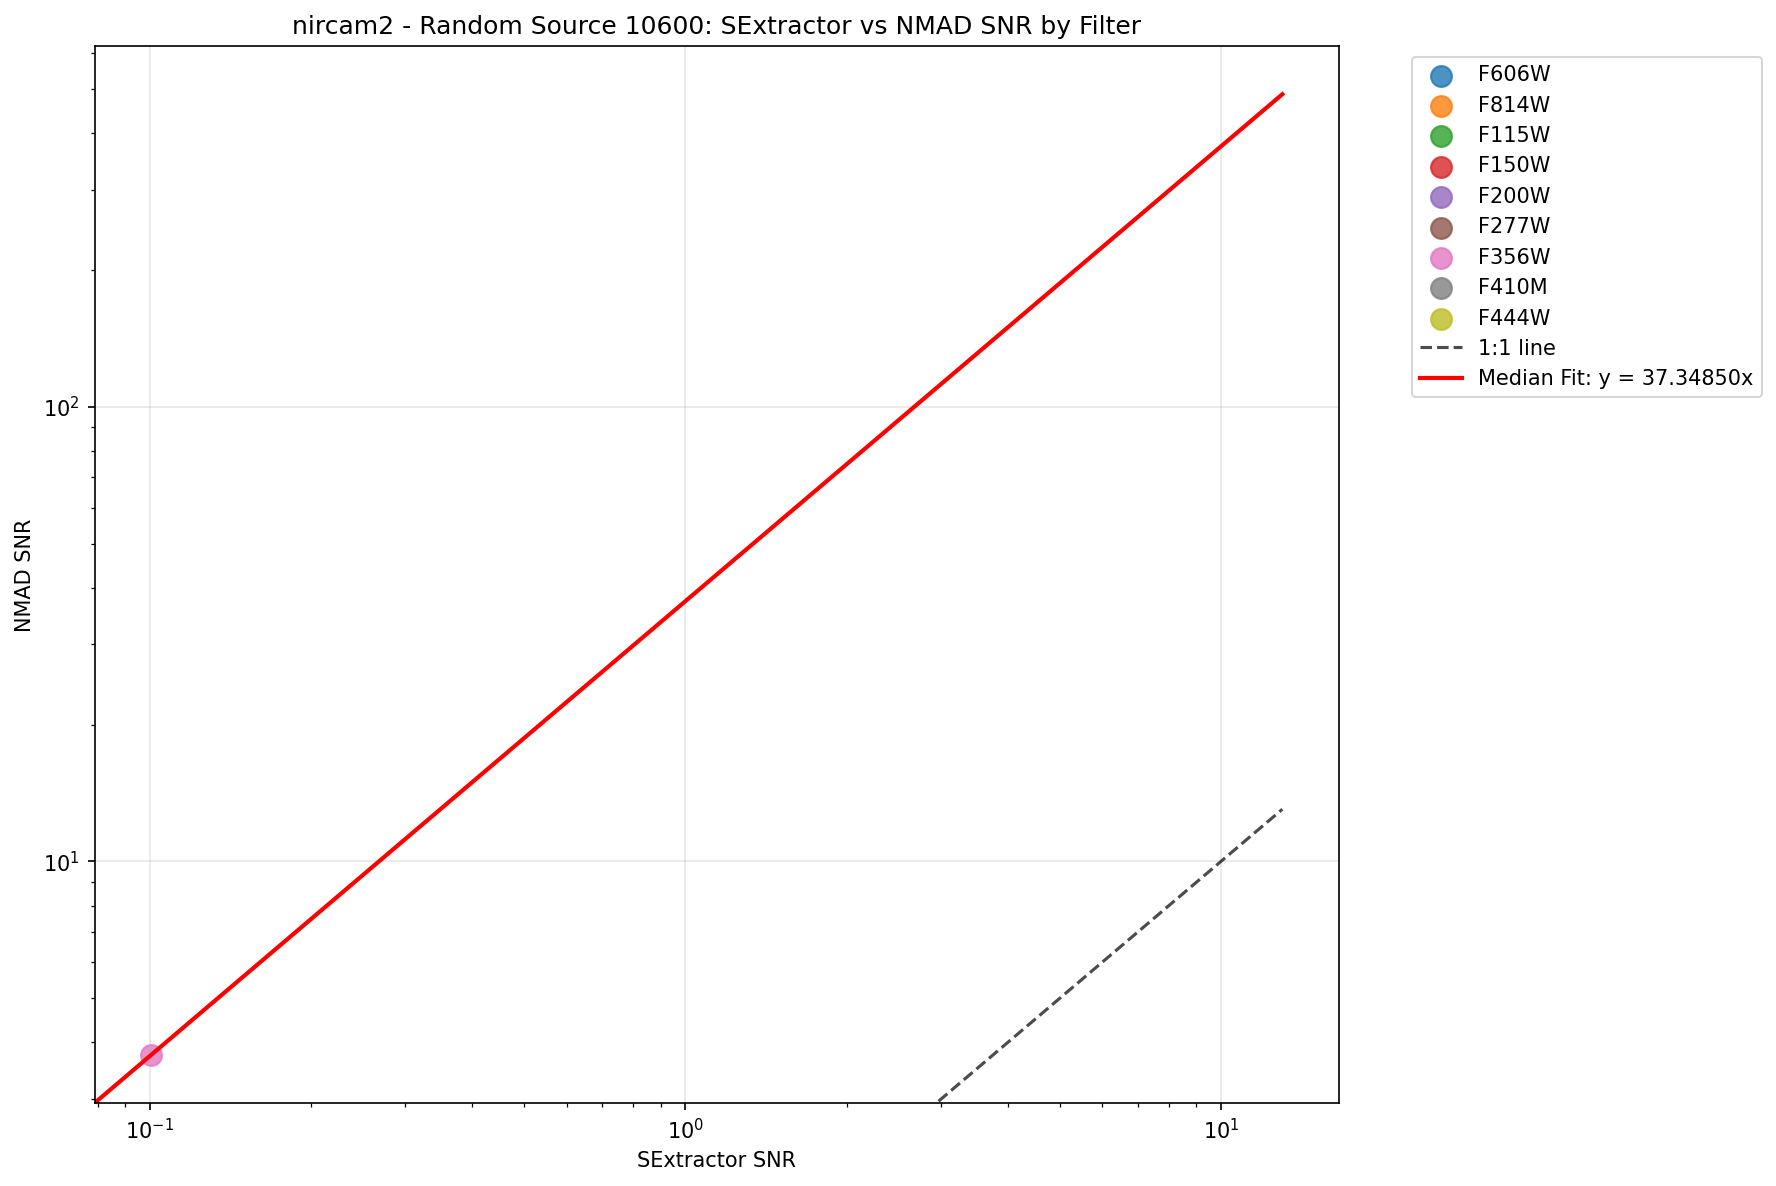 nircam2 - Random Source 10600: SExtractor vs NMAD SNR by Filter
F606W
F814W
F115W
F150W
F200W
F277W
F356W
F410M
F444W
1:1 line
Median Fit: y = 37.34850x
NMAD SNR
10²
10¹
10⁻¹
10⁰
10¹
SExtractor SNR